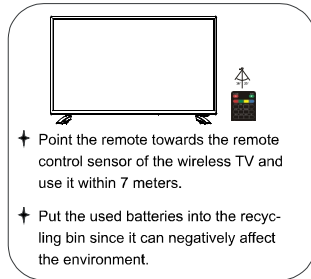 Point the remote towards the remote
control sensor of the wireless TV and
use it within 7 meters.
Put the used batteries into the recyc-
ling bin since it can negatively affect
the environment.